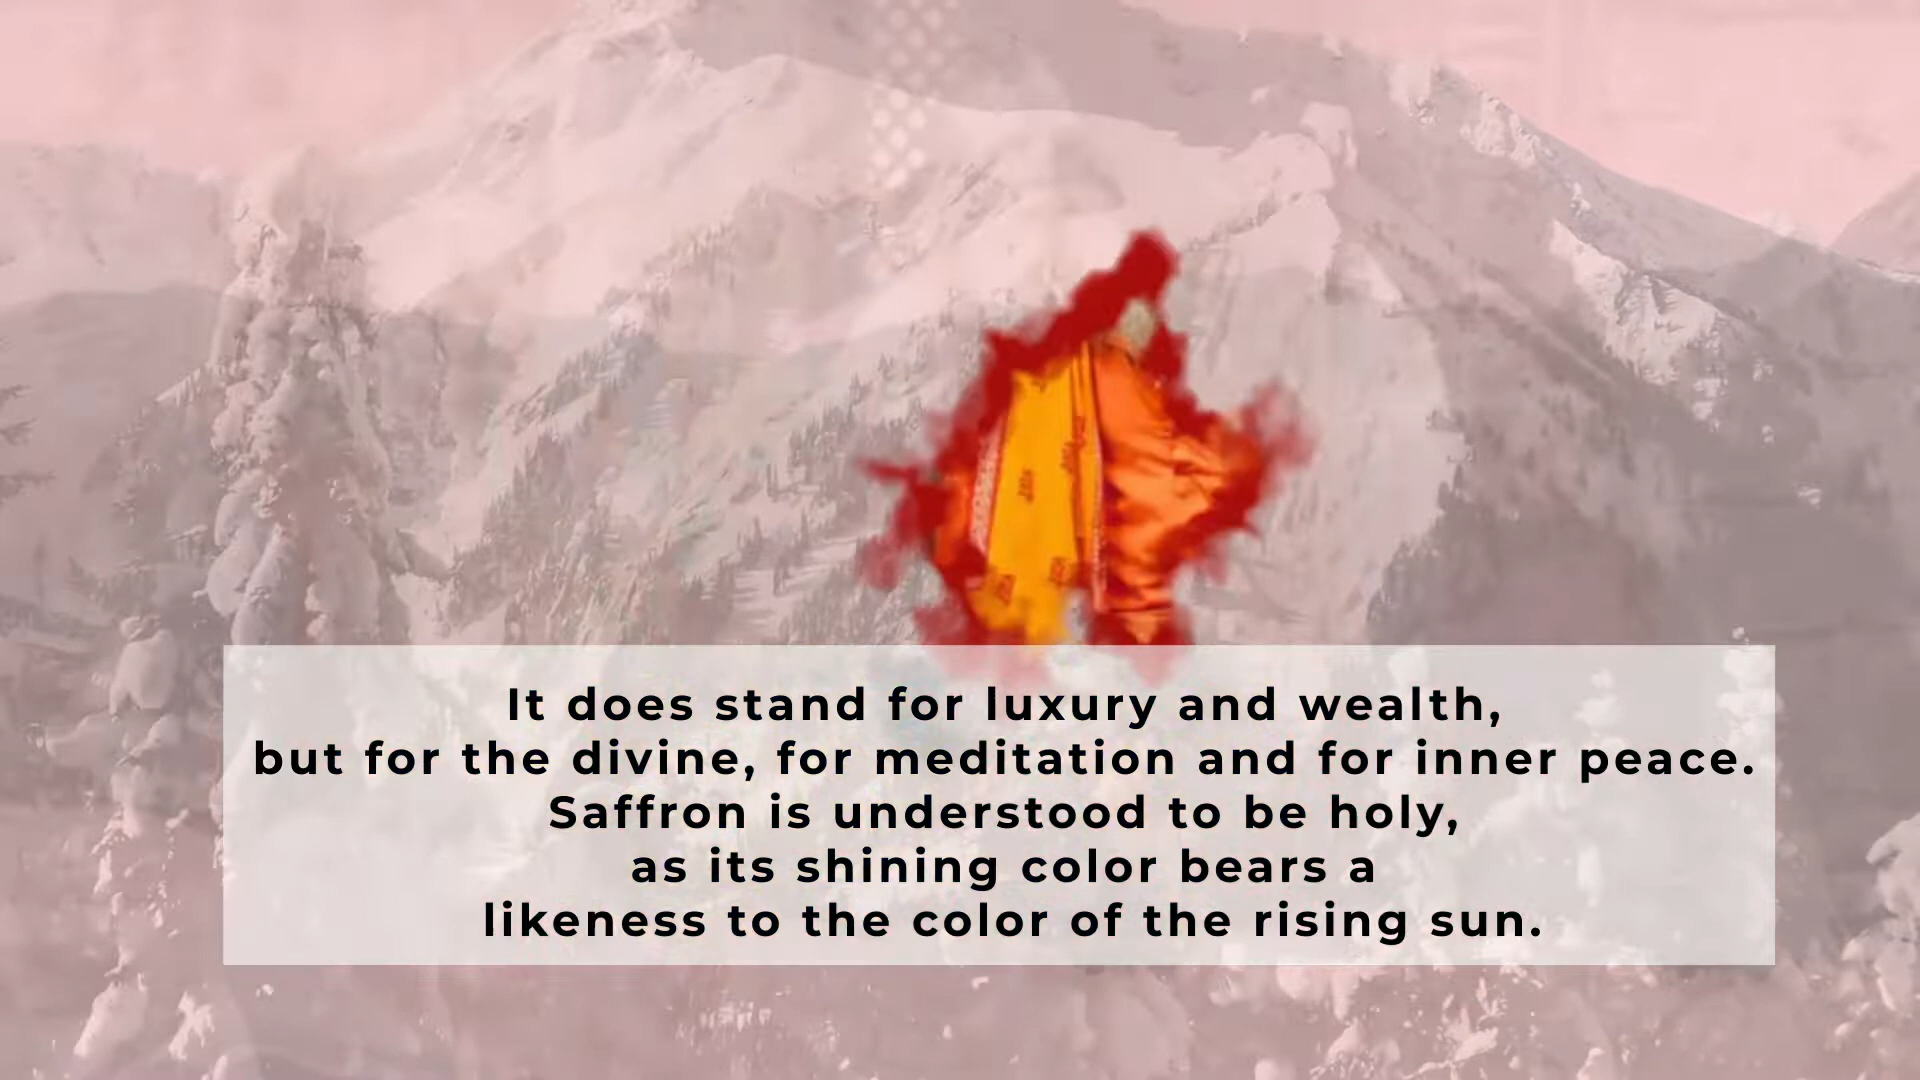 It does stand for luxury and wealth,
but for the divine, for meditation and for inner peace.
Saffron is understood to be holy,
as its shining color bears a
likeness to the color of the rising sun.